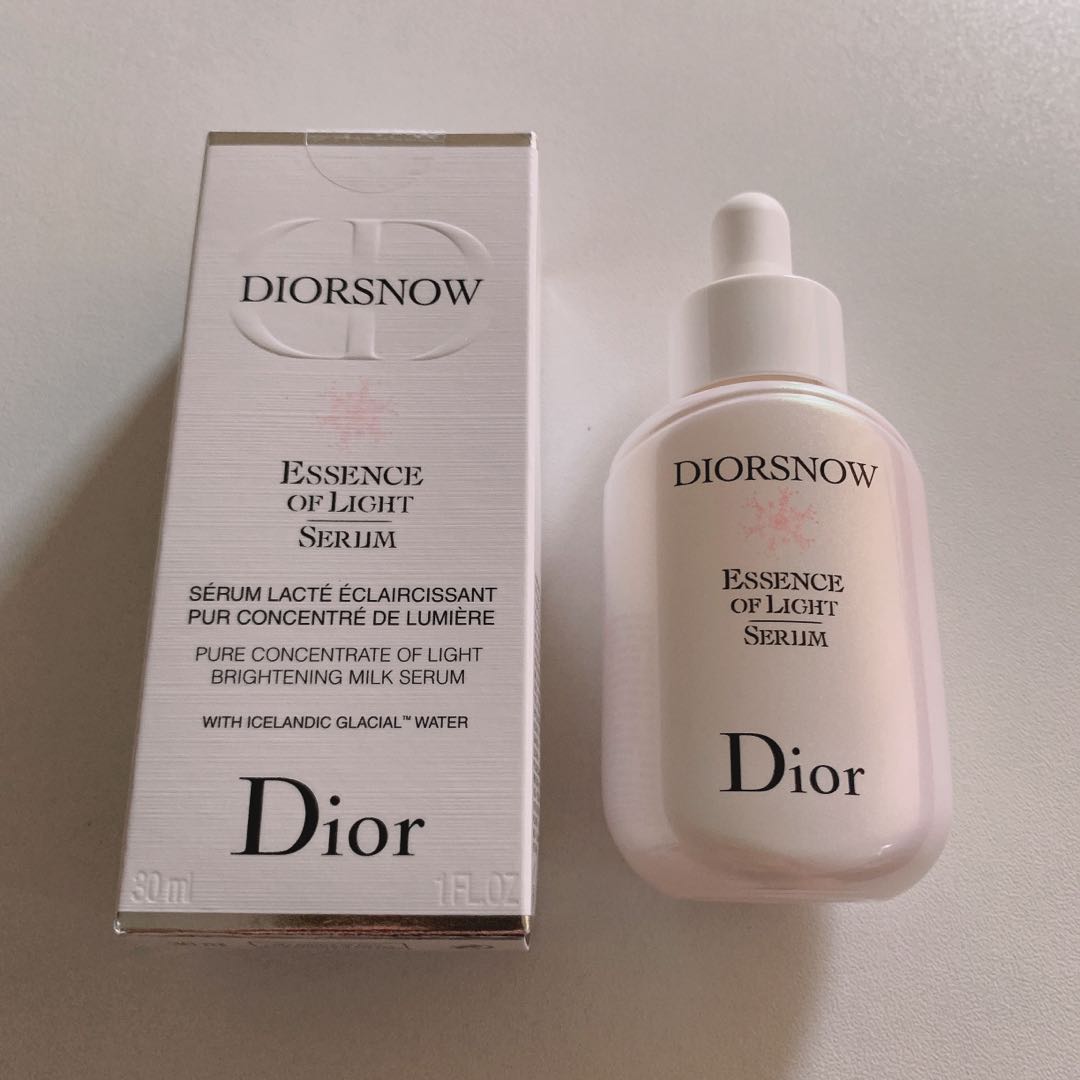 DIORSNOW
ESSENCE
OF LIGHT
SERUM
SÉRUM LACTÉ ÉCLAIRCISSANT
PUR CONCENTRÉ DE LUMIÈRE
PURE CONCENTRATE OF LIGHT
BRIGHTENING MILK SERUM
WITH ICELANDIC GLACIAL™ WATER
Dior
30 ml 1 FL.OZ
DIORSNOW
ESSENCE
OF LIGHT
SERUM
Dior